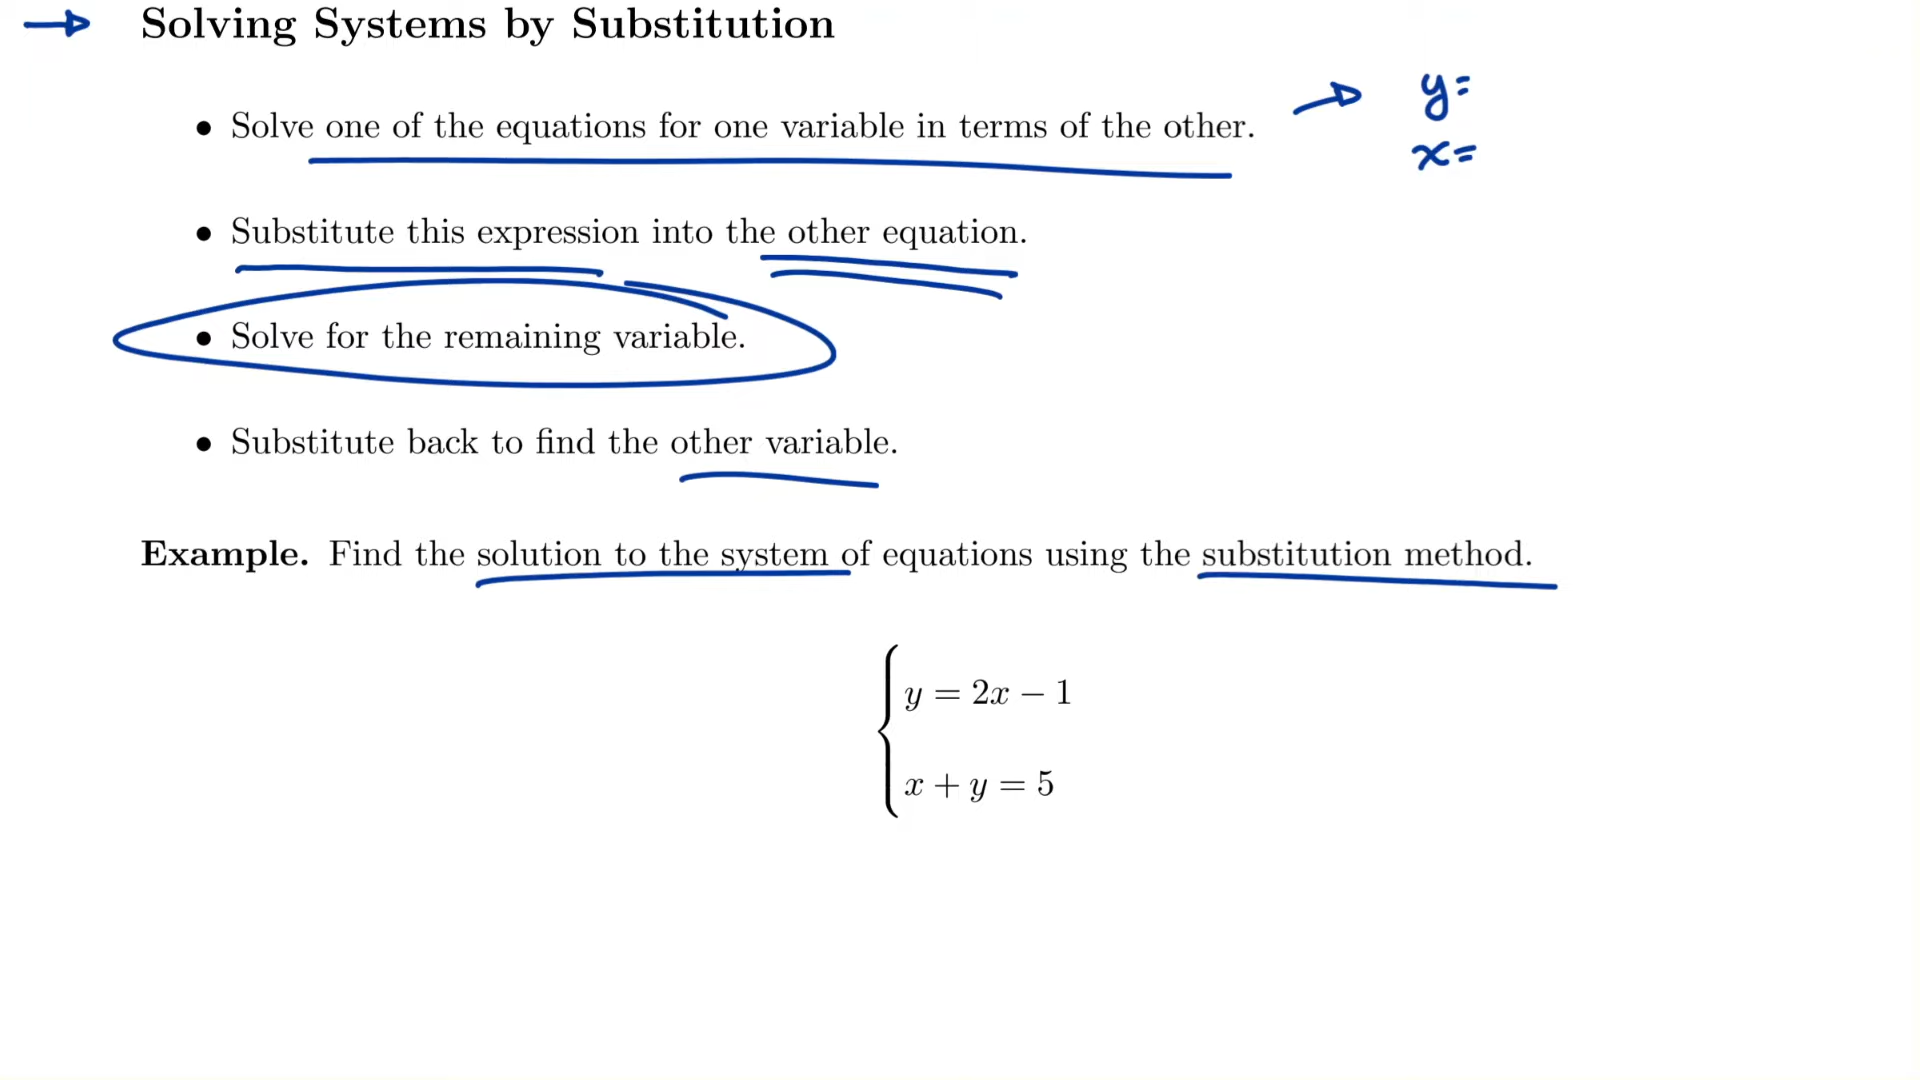 Solving Systems by Substitution
• Solve one of the equations for one variable in terms of the other.
y=
x=
• Substitute this expression into the other equation.
• Solve for the remaining variable.
• Substitute back to find the other variable.
Example. Find the solution to the system of equations using the substitution method.
y = 2x − 1
x + y = 5